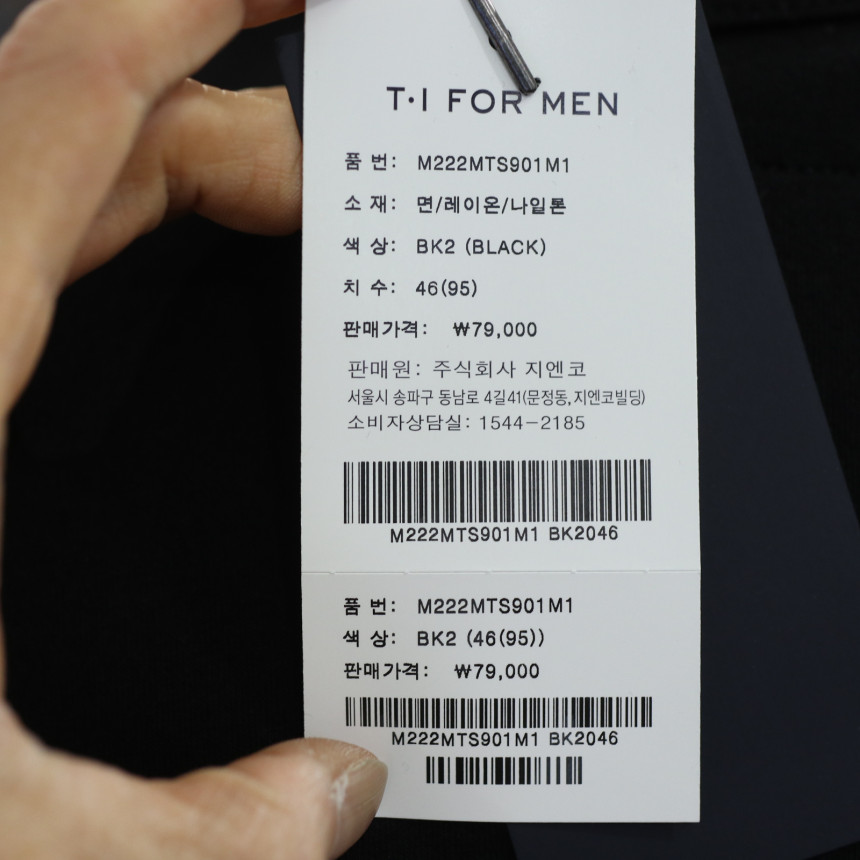 T·I FOR MEN
품 번: M222MTS901M1
소 재: 면/레이온/나일론
색 상: BK2 (BLACK)
치 수: 46(95)
판매가격: ₩79,000
판매원: 주식회사 지엔코
서울시 송파구 동남로 4길41(문정동,지엔코빌딩)
소비자상담실: 1544-2185
M222MTS901M1 BK2046
품 번: M222MTS901M1
색 상: BK2 (46(95))
판매가격: ₩79,000
M222MTS901M1 BK2046